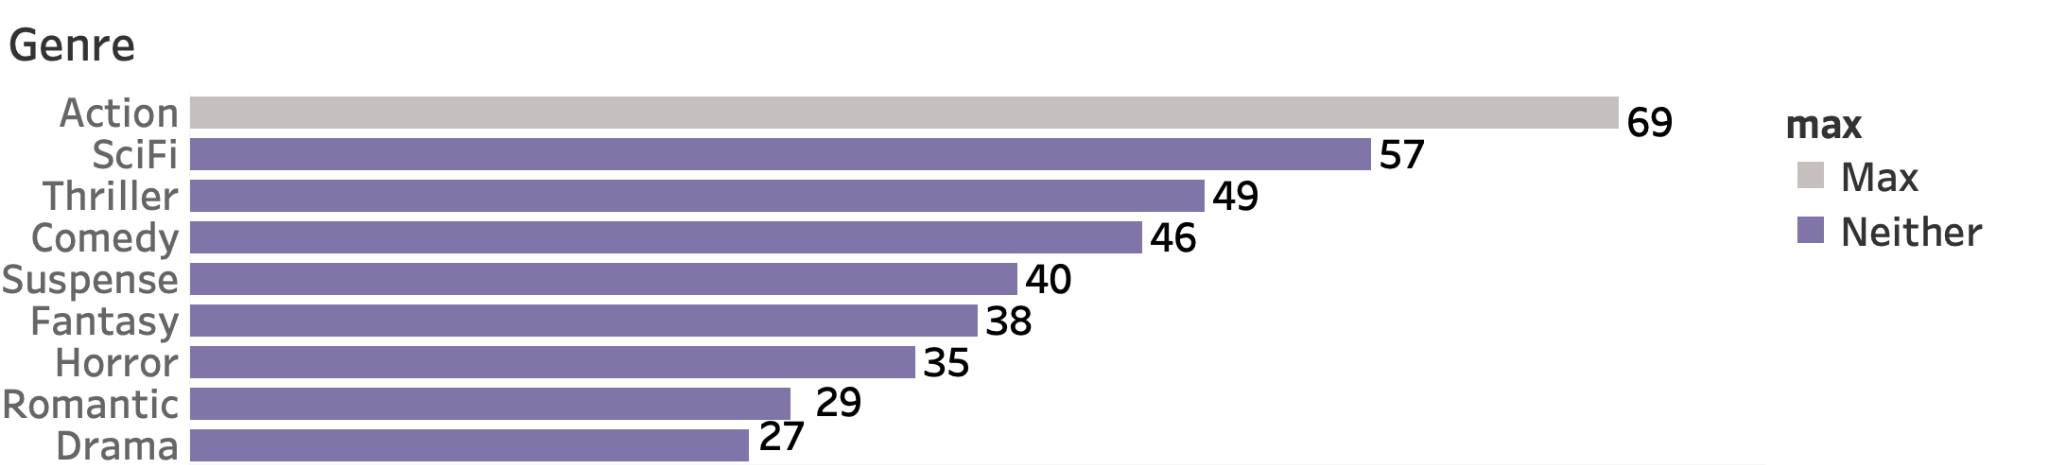 Genre
Action 69
SciFi 57
Thriller 49
Comedy 46
Suspense 40
Fantasy 38
Horror 35
Romantic 29
Drama 27
max
Max
Neither